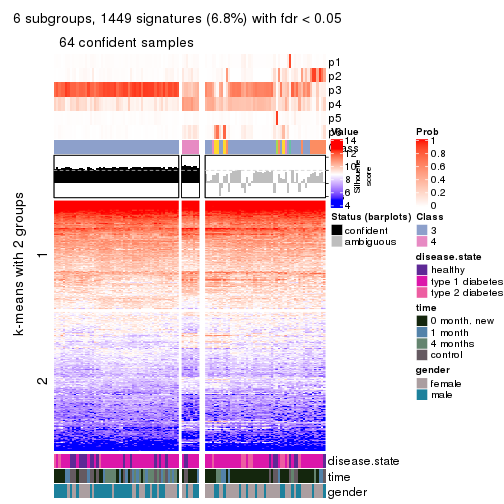 6 subgroups, 1449 signatures (6.8%) with fdr < 0.05
64 confident samples
p1
p2
p3
p4
p5
p6
Class
k-means with 2 groups
1
2
Silhouette
score
Value
14
12
10
8
6
4
Prob
1
0.8
0.6
0.4
0.2
0
Status (barplots)
confident
ambiguous
Class
3
4
disease.state
healthy
type 1 diabetes
type 2 diabetes
time
0 month. new
1 month
4 months
control
gender
female
male
disease.state
time
gender